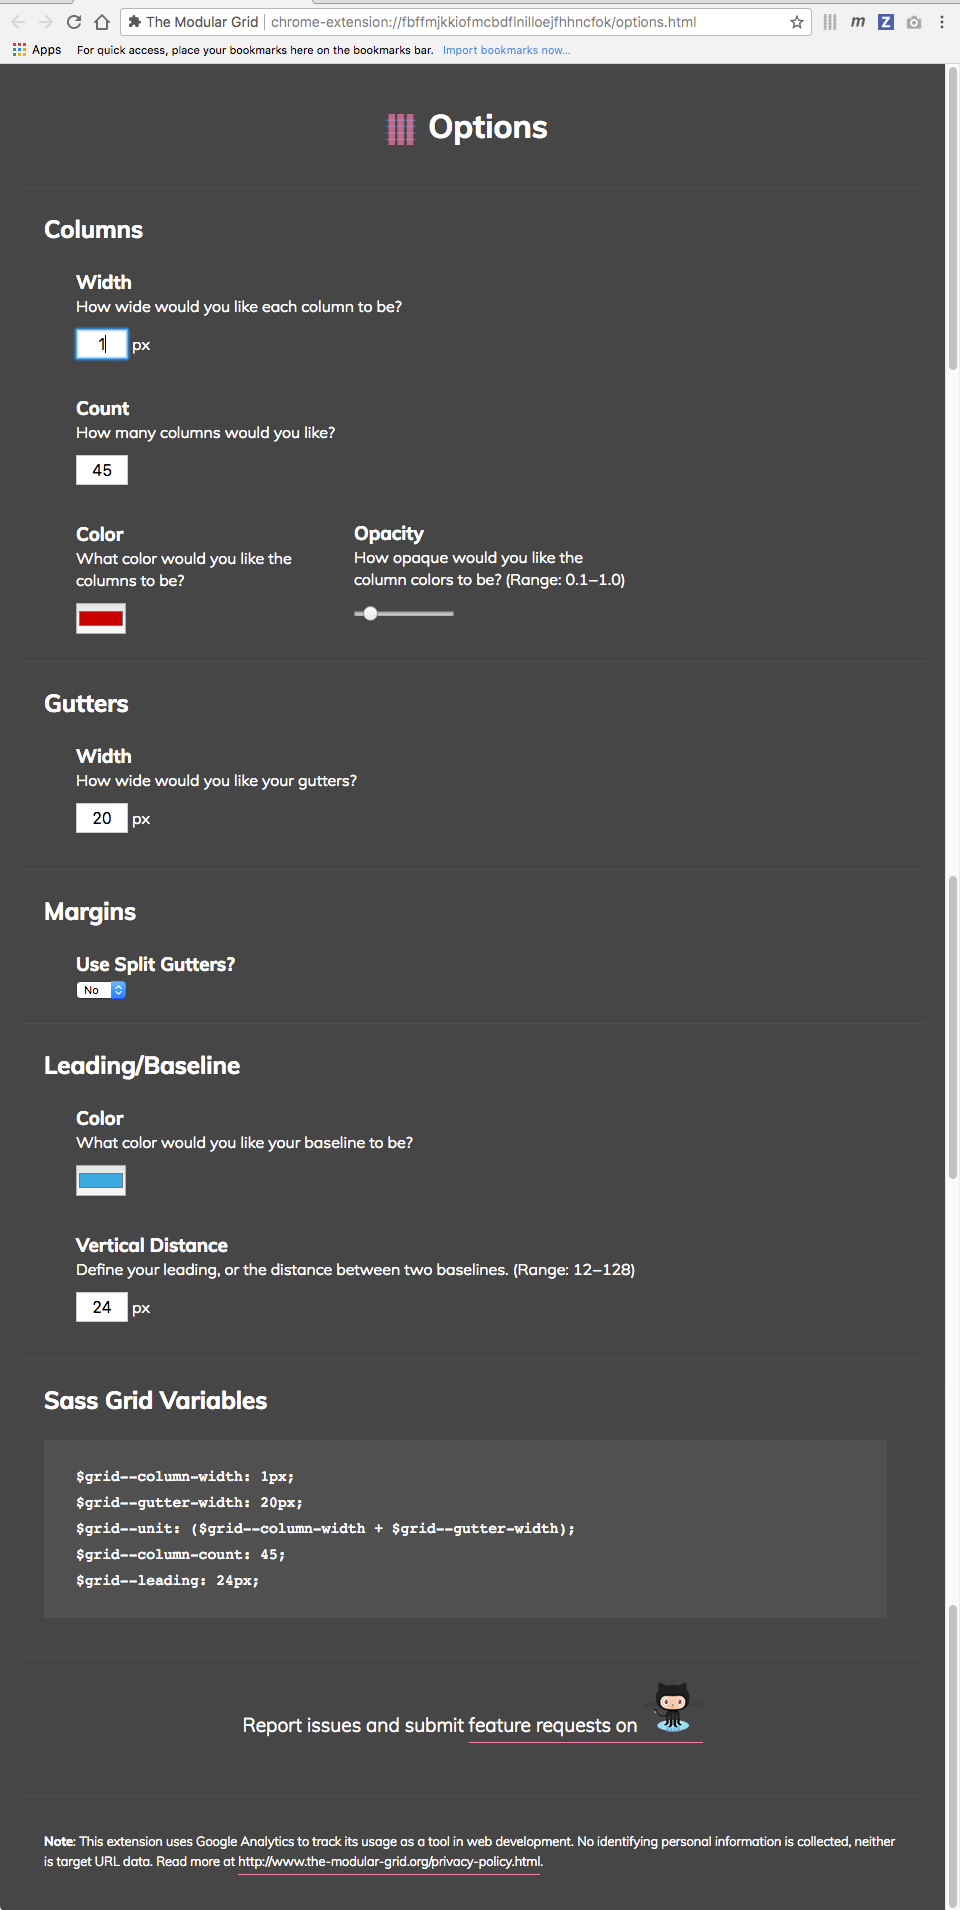 The Modular Grid | chrome-extension://fbffmjkkiofmcbdflnilloejfhhncfok/options.html
m
Z
Apps For quick access, place your bookmarks here on the bookmarks bar. Import bookmarks now...
Options
Columns
Width
How wide would you like each column to be?
1 px
Count
How many columns would you like?
45
Color
What color would you like the
columns to be?
Opacity
How opaque would you like the
column colors to be? (Range: 0.1–1.0)
Gutters
Width
How wide would you like your gutters?
20 px
Margins
Use Split Gutters?
No
Leading/Baseline
Color
What color would you like your baseline to be?
Vertical Distance
Define your leading, or the distance between two baselines. (Range: 12–128)
24 px
Sass Grid Variables
$grid--column-width: 1px;
$grid--gutter-width: 20px;
$grid--unit: ($grid--column-width + $grid--gutter-width);
$grid--column-count: 45;
$grid--leading: 24px;
Report issues and submit feature requests on
Note: This extension uses Google Analytics to track its usage as a tool in web development. No identifying personal information is collected, neither
is target URL data. Read more at http://www.the-modular-grid.org/privacy-policy.html.